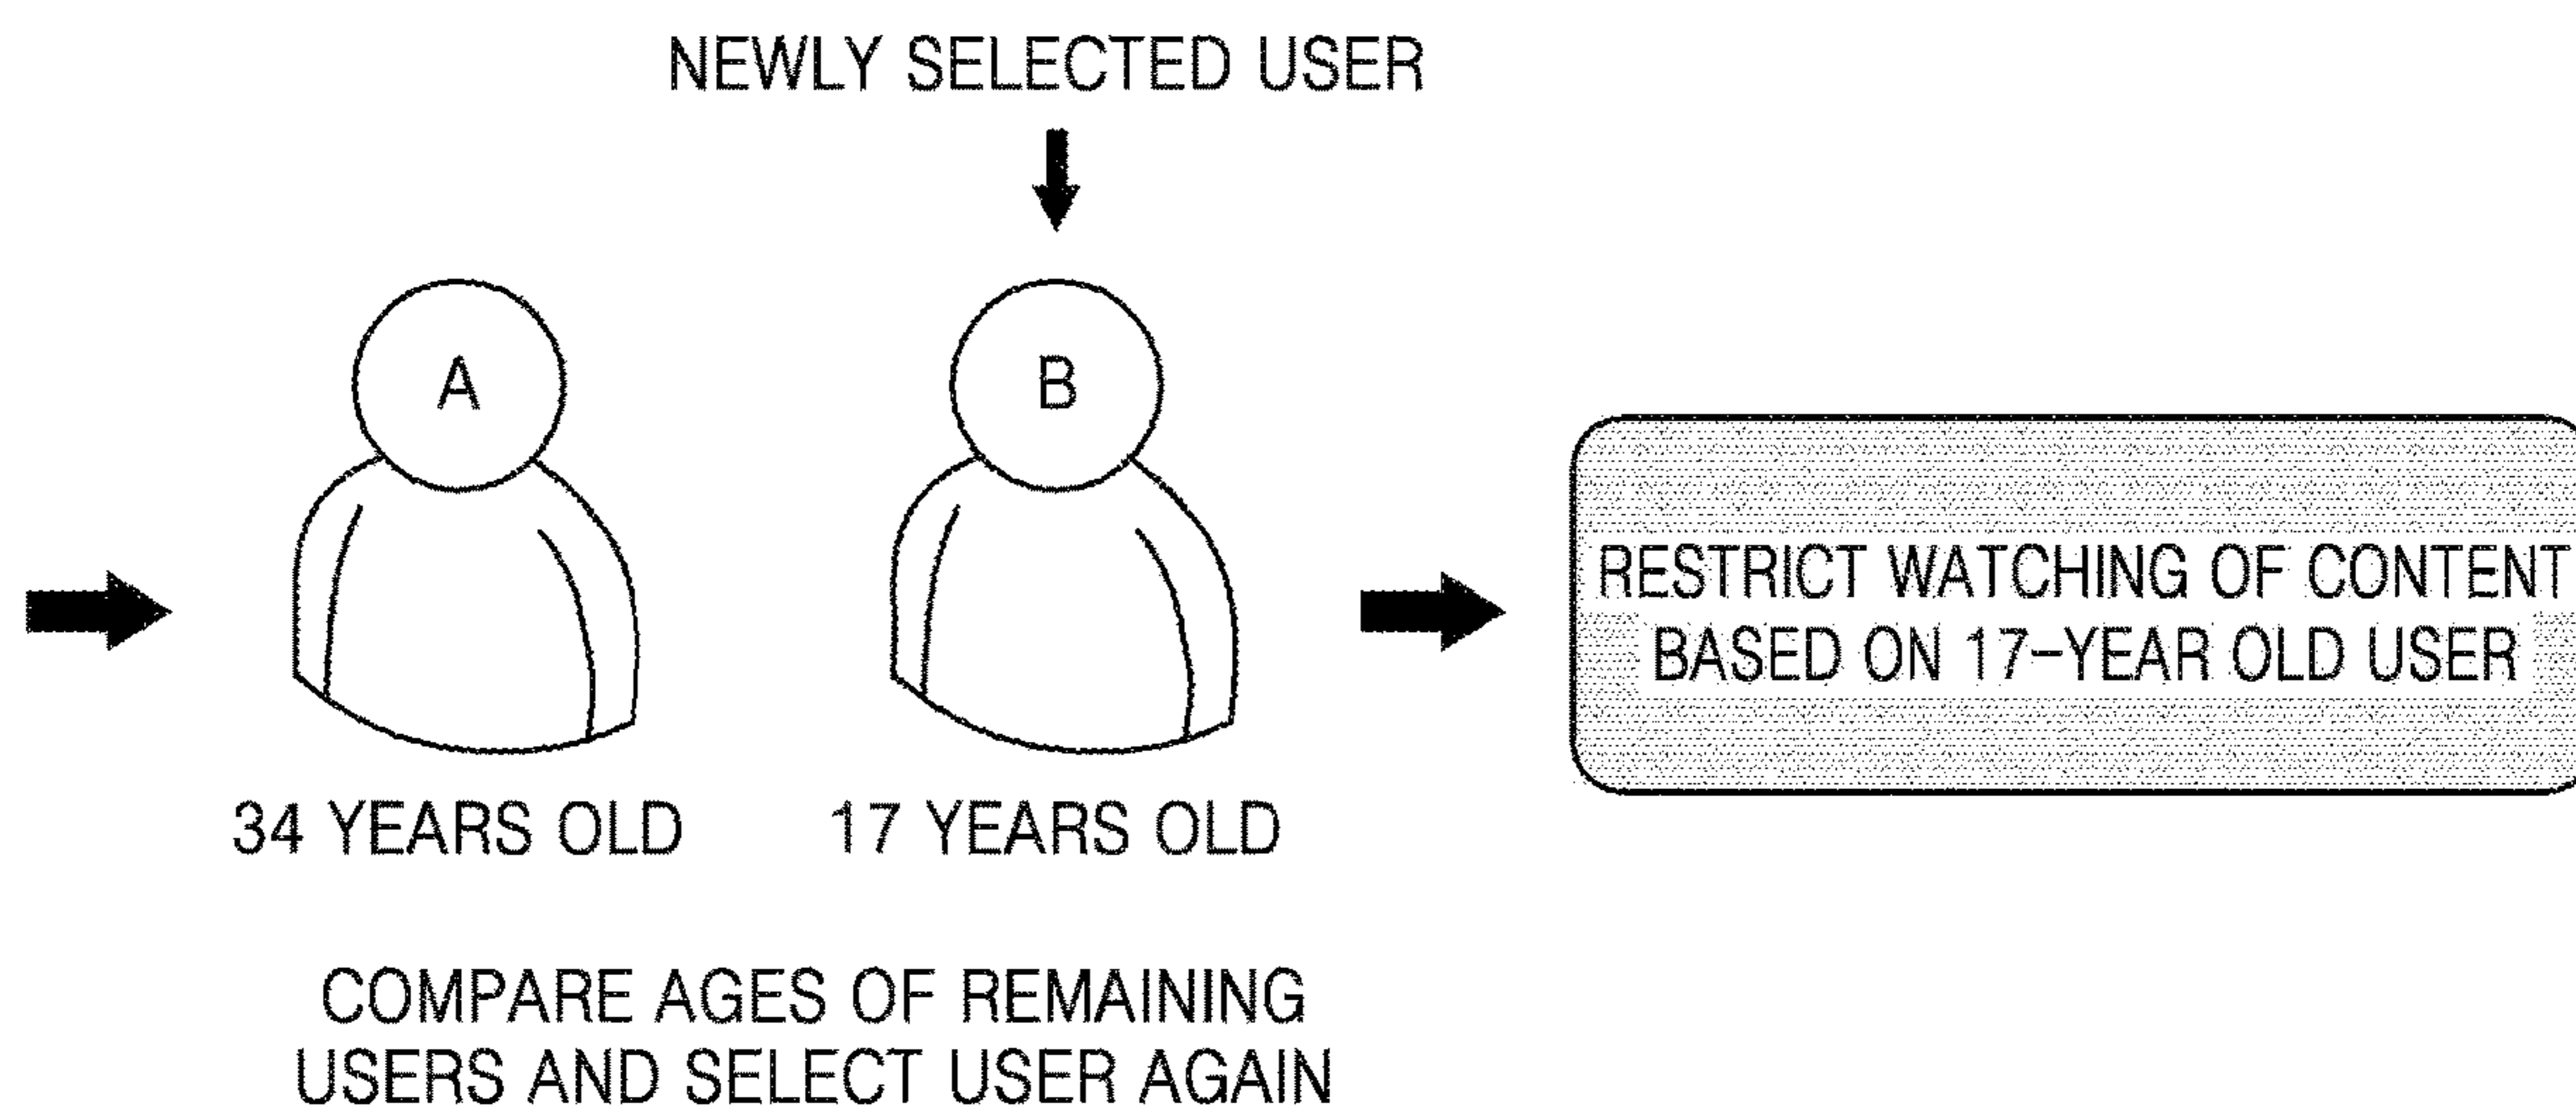 NEWLY SELECTED USER
A
B
RESTRICT WATCHING OF CONTENT
BASED ON 17-YEAR OLD USER
34 YEARS OLD
17 YEARS OLD
COMPARE AGES OF REMAINING
USERS AND SELECT USER AGAIN